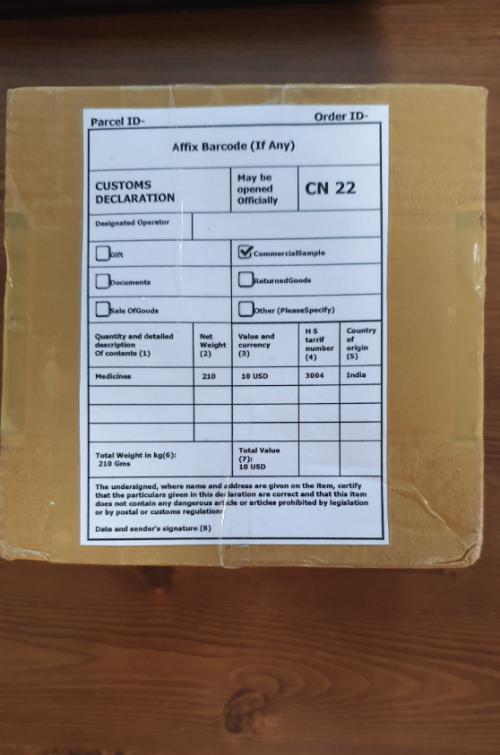 Parcel ID- Order ID-
Affix Barcode (If Any)
CUSTOMS
DECLARATION
May be
opened
Officially
CN 22
Designated Operator
Gift
CommercialSample
Documents
ReturnedGoods
Sale OfGoods
Other (PleaseSpecify)
Quantity and detailed
description
Of contents (1)
Net
Weight
(2)
Value and
currency
(3)
H S
tarrif
number
(4)
Country
of
origin
(5)
Medicines 210 10 USD 3004 India
Total Weight in kg(6):
210 Gms
Total Value
(7):
10 USD
The undersigned, where name and address are given on the item, certify
that the particulars given in this declaration are correct and that this item
does not contain any dangerous article or articles prohibited by legislation
or by postal or customs regulations
Date and sender's signature (8)